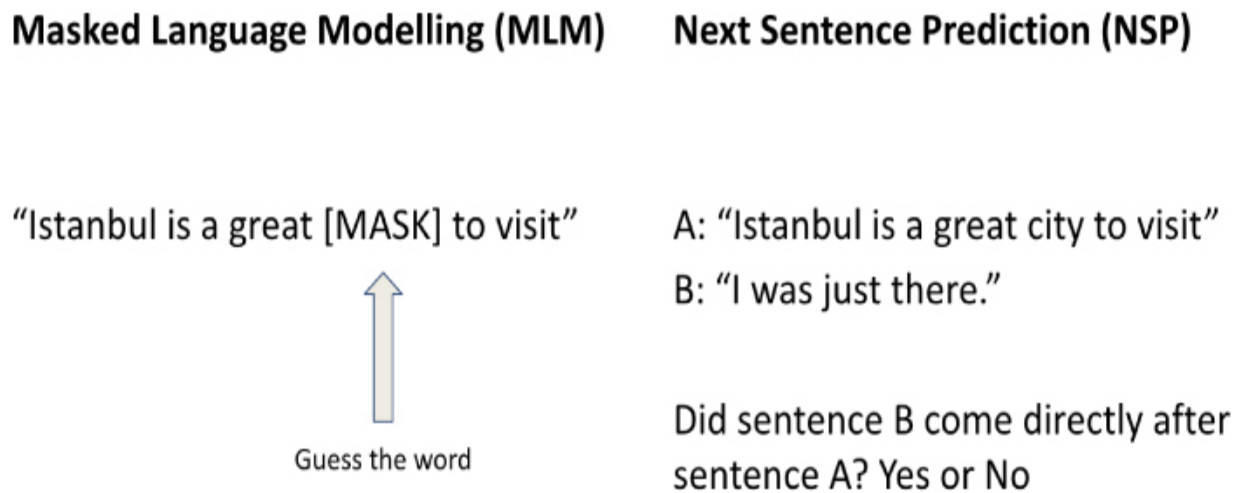 Masked Language Modelling (MLM)
“Istanbul is a great [MASK] to visit”
Guess the word
Next Sentence Prediction (NSP)
A: “Istanbul is a great city to visit”
B: “I was just there.”
Did sentence B come directly after
sentence A? Yes or No